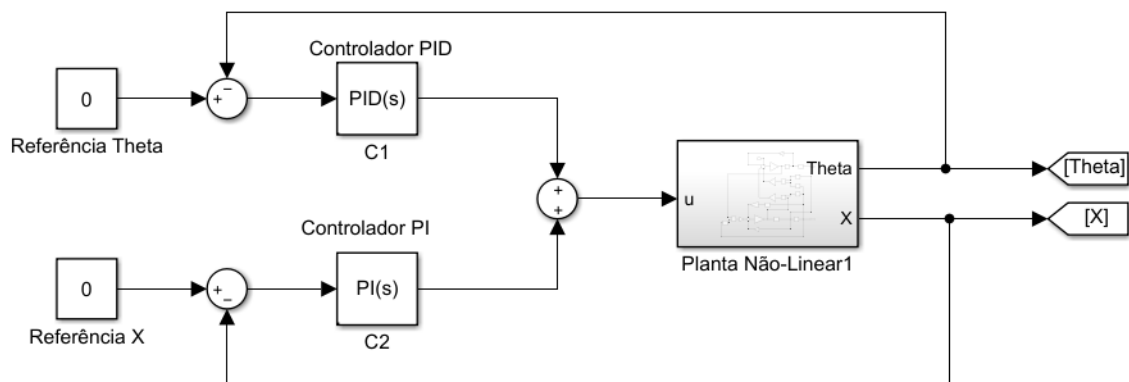 Controlador PID
0
+
−
PID(s)
Referência Theta
C1
+
+
u
Theta
X
[Theta]
[X]
Planta Não-Linear1
Controlador PI
0
+
−
PI(s)
Referência X
C2